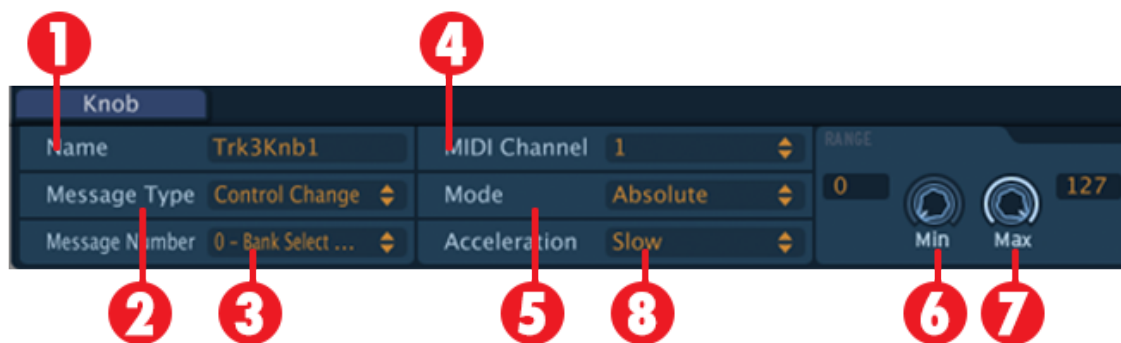 1 4
Knob
Name Trk3Knb1 MIDI Channel 1 RANGE
Message Type Control Change Mode Absolute 0 127
Message Number 0 - Bank Select ... Acceleration Slow Min Max
2 3 5 8 6 7